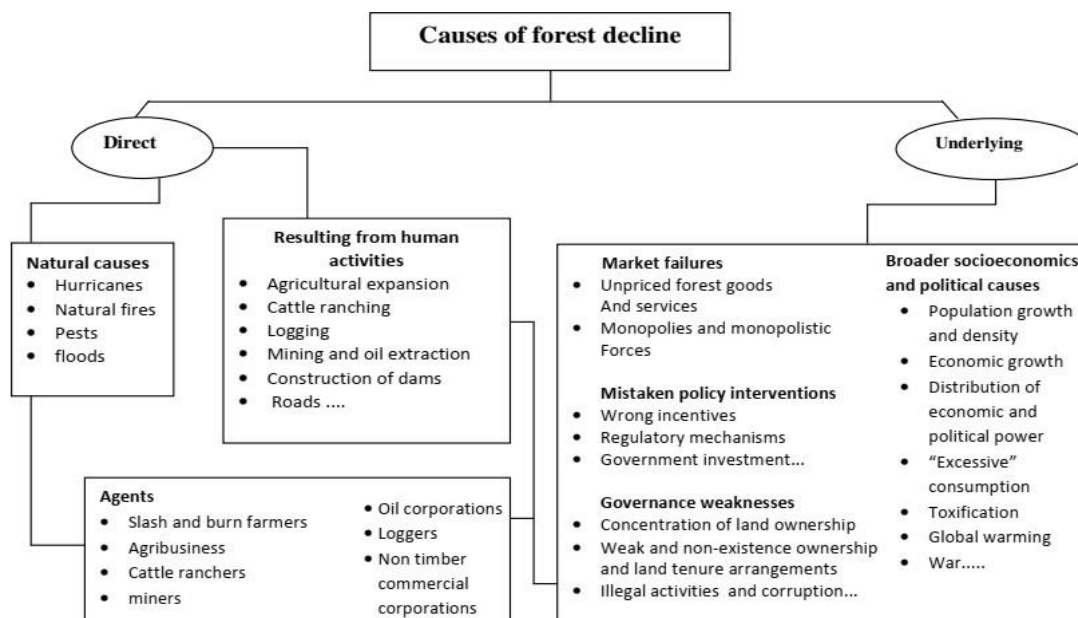 Causes of forest decline
Direct
Underlying
Natural causes
• Hurricanes
• Natural fires
• Pests
• floods
Resulting from human
activities
• Agricultural expansion
• Cattle ranching
• Logging
• Mining and oil extraction
• Construction of dams
• Roads ....
Agents
• Slash and burn farmers
• Agribusiness
• Cattle ranchers
• miners
• Oil corporations
• Loggers
• Non timber
commercial
corporations
Market failures
• Unpriced forest goods
And services
• Monopolies and monopolistic
Forces
Mistaken policy interventions
• Wrong incentives
• Regulatory mechanisms
• Government investment...
Governance weaknesses
• Concentration of land ownership
• Weak and non-existence ownership
and land tenure arrangements
• Illegal activities and corruption...
Broader socioeconomics
and political causes
• Population growth
and density
• Economic growth
• Distribution of
economic and
political power
• “Excessive”
consumption
• Toxification
• Global warming
• War.....